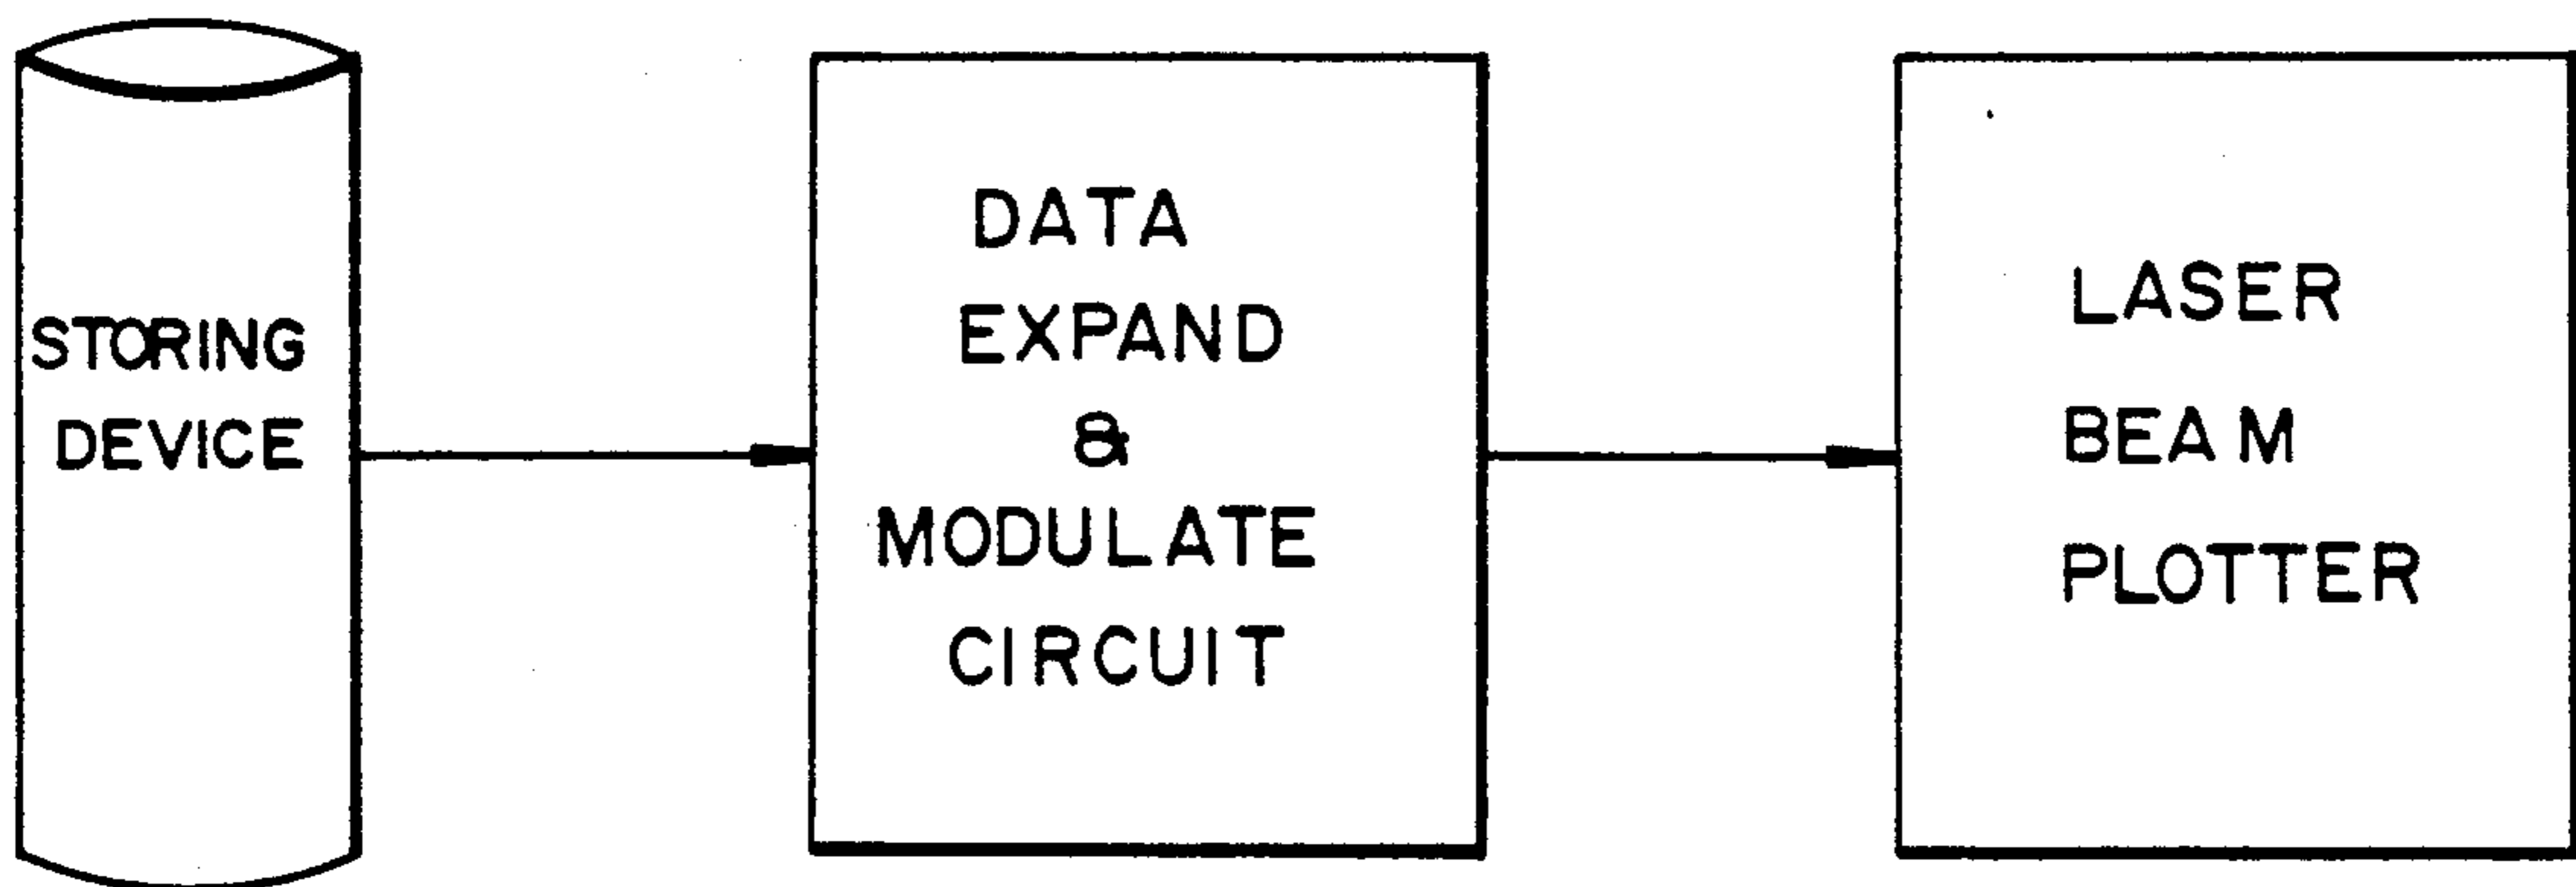 STORING
DEVICE
DATA
EXPAND
&
MODULATE
CIRCUIT
LASER
BEAM
PLOTTER